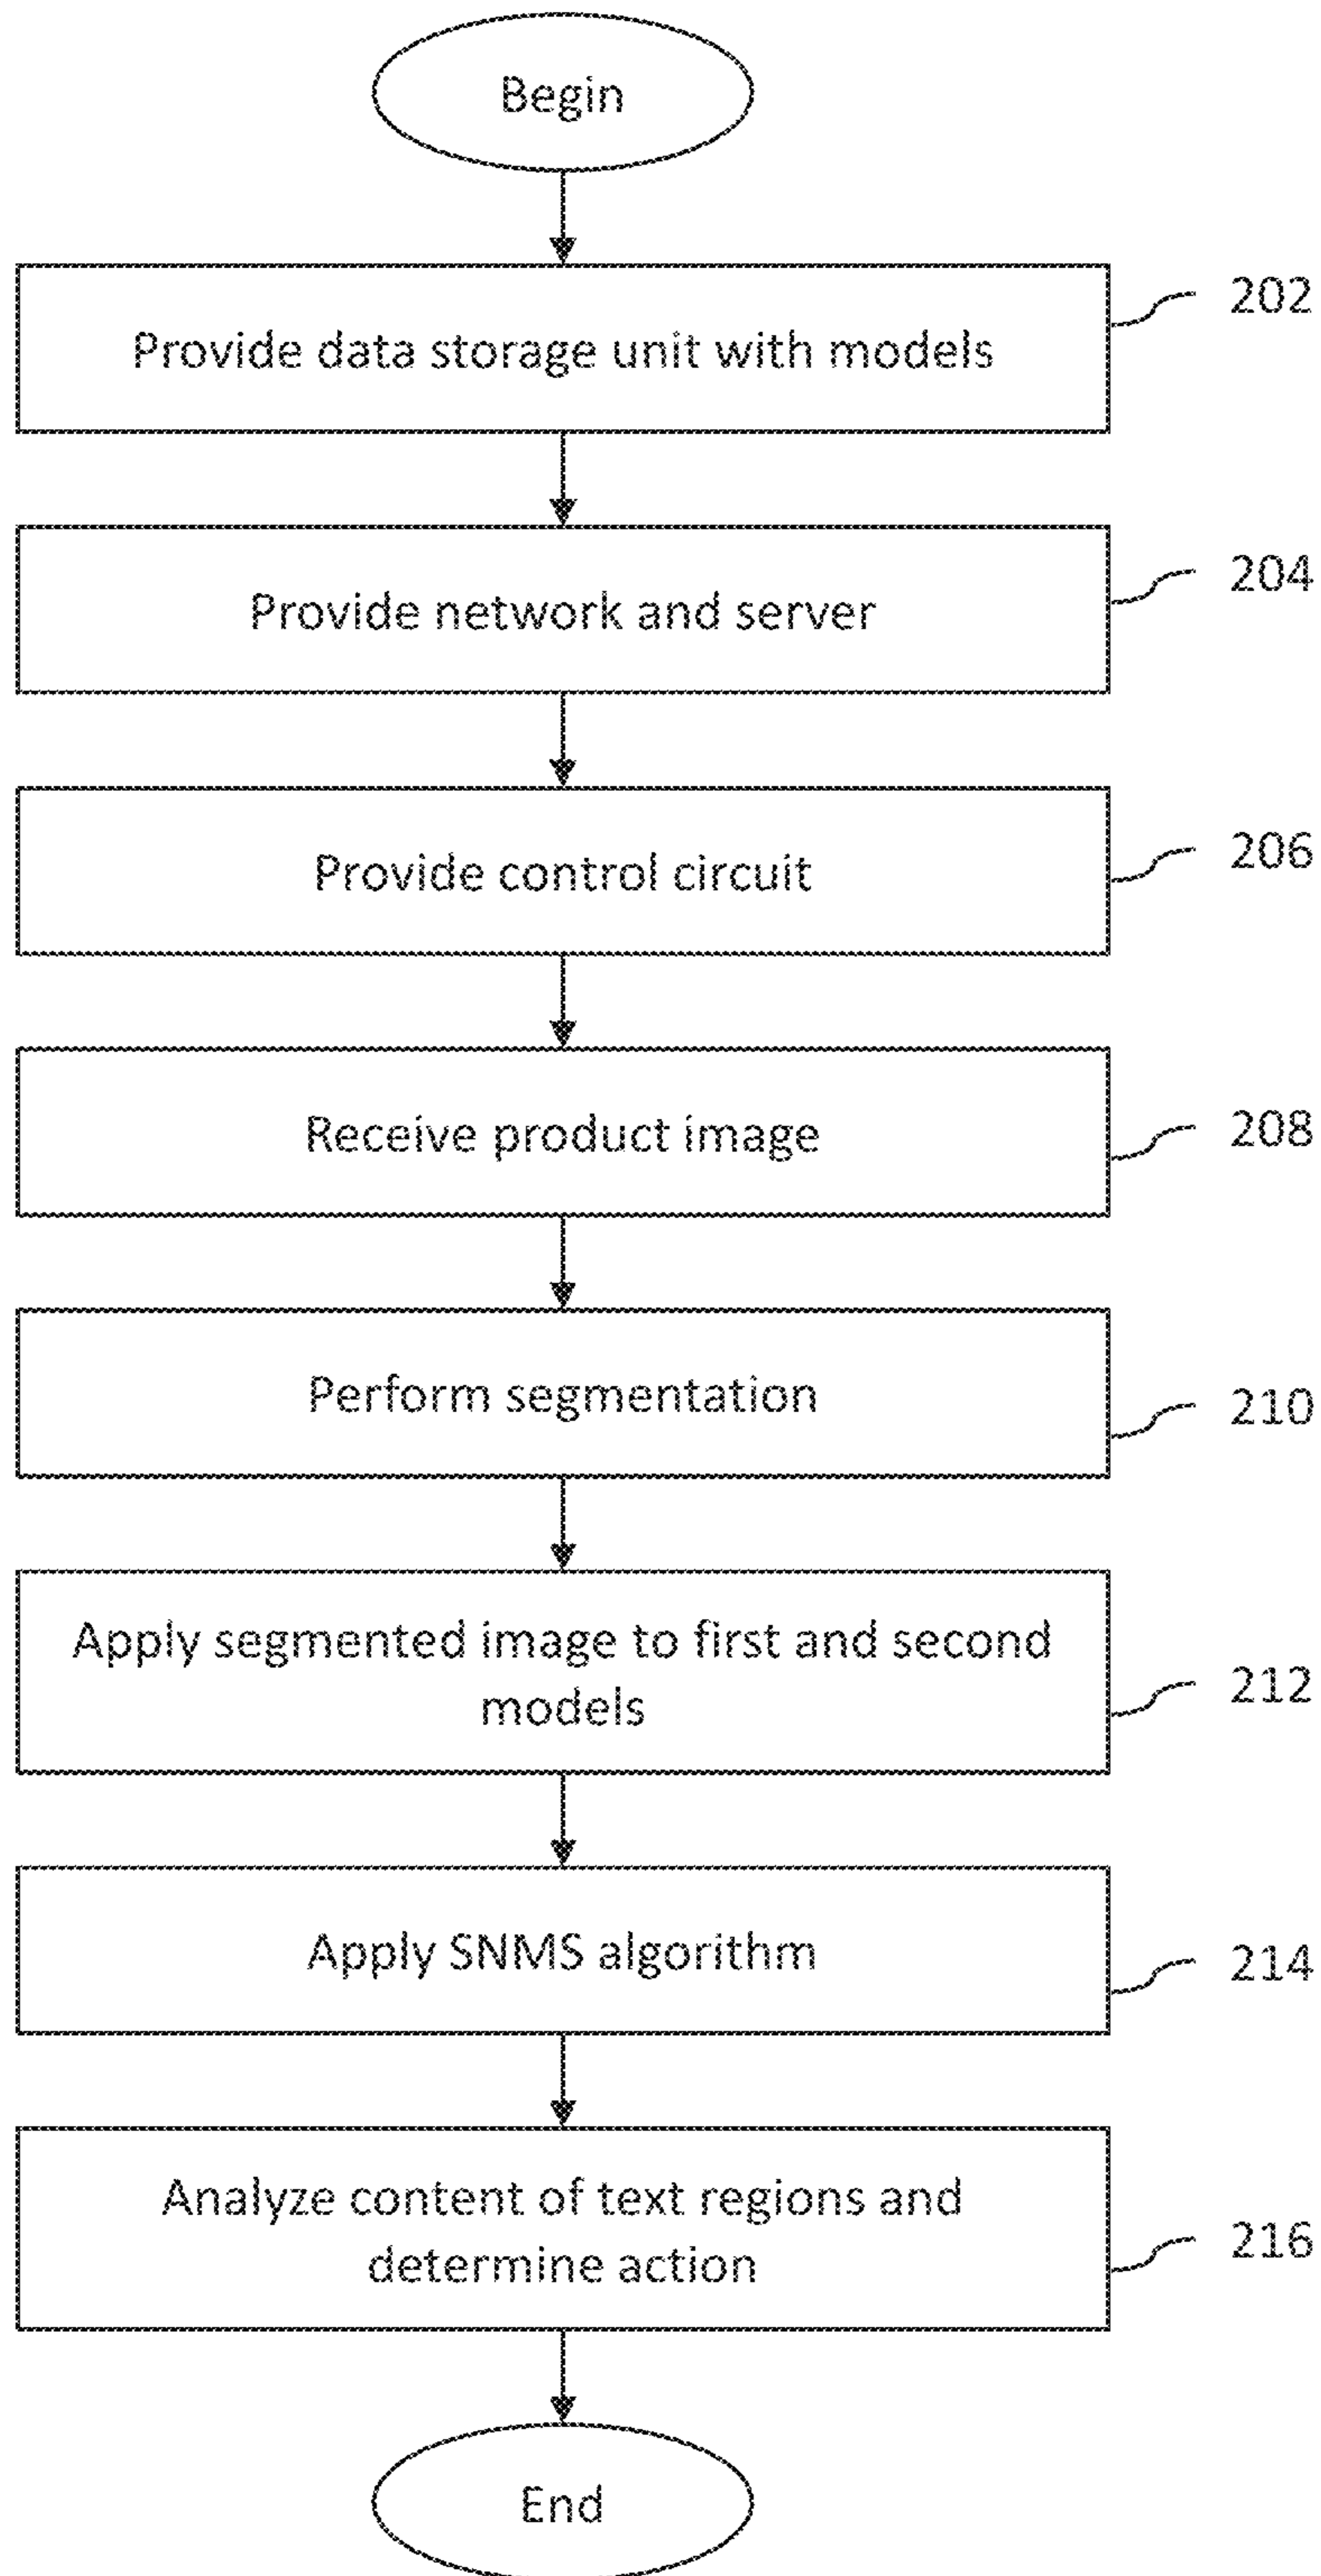 Begin
Provide data storage unit with models
202
Provide network and server
204
Provide control circuit
206
Receive product image
208
Perform segmentation
210
Apply segmented image to first and second
models
212
Apply SNMS algorithm
214
Analyze content of text regions and
determine action
216
End